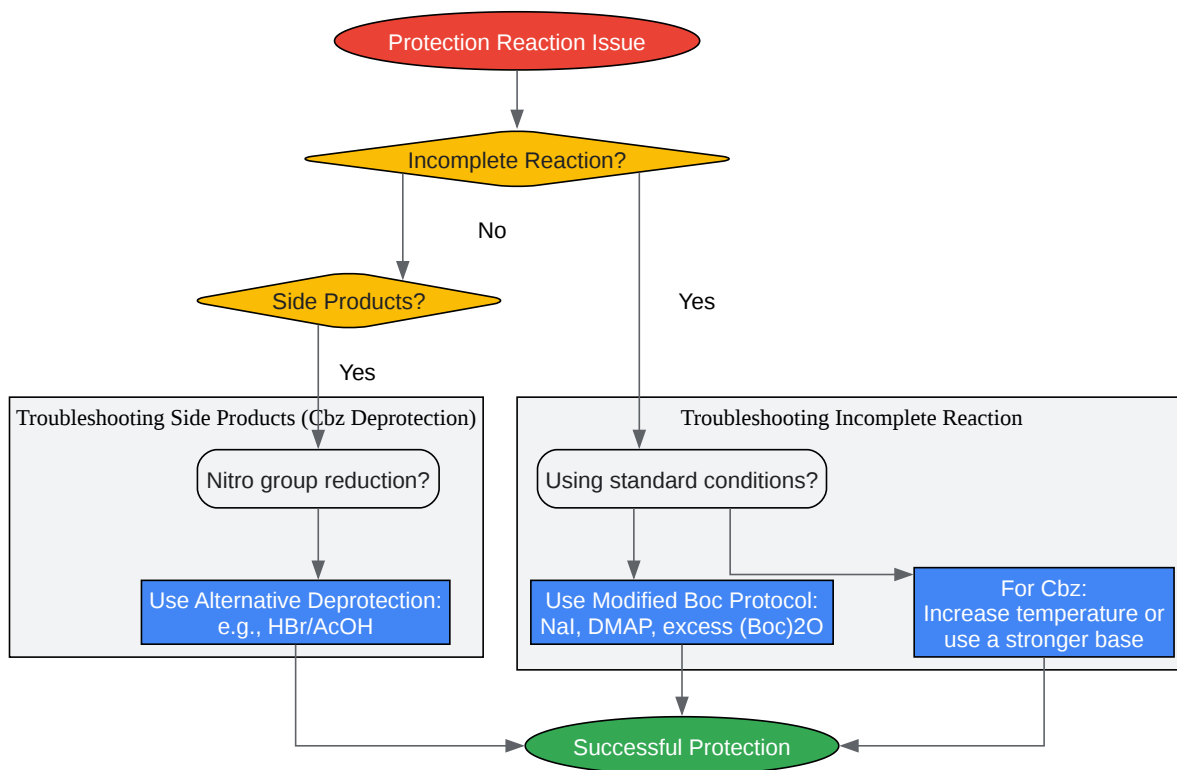 Protection Reaction Issue
Incomplete Reaction?
No
Side Products?
Yes
Yes
Troubleshooting Side Products (Cbz Deprotection)
Troubleshooting Incomplete Reaction
Nitro group reduction?
Using standard conditions?
Use Alternative Deprotection:
e.g., HBr/AcOH
Use Modified Boc Protocol:
NaI, DMAP, excess (Boc)2O
For Cbz:
Increase temperature or
use a stronger base
Successful Protection